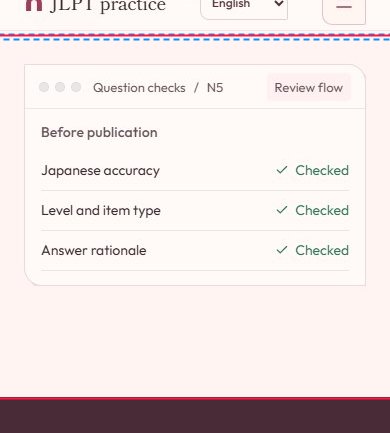 JLPT practice
English
Question checks / N5
Review flow
Before publication
Japanese accuracy
Checked
Level and item type
Checked
Answer rationale
Checked